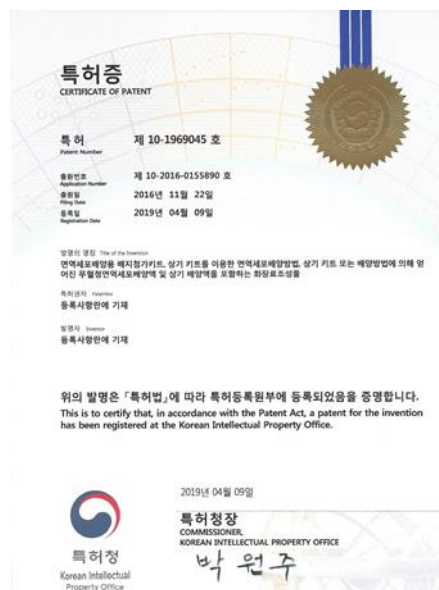 특허증
CERTIFICATE OF PATENT
특허 제 10-1969045 호
Patent Number
출원번호 제 10-2016-0155890 호
Application Number
출원일 2016년 11월 22일
Filing Date
등록일 2019년 04월 09일
Registration Date
발명의 명칭 Title of the Invention
면역세포배양용 배지첨가키트, 상기 키트를 이용한 면역세포배양방법, 상기 키트 또는 배양방법에 의해 얻
어진 무혈청면역세포배양액 및 상기 배양액을 포함하는 화장료조성물
특허권자 Patentee
등록사항란에 기재
발명자 Inventor
등록사항란에 기재
위의 발명은 「특허법」에 따라 특허등록원부에 등록되었음을 증명합니다.
This is to certify that, in accordance with the Patent Act, a patent for the invention
has been registered at the Korean Intellectual Property Office.
2019년 04월 09일
특허청장
COMMISSIONER,
KOREAN INTELLECTUAL PROPERTY OFFICE
박원주
특허청
Korean Intellectual
Property Office